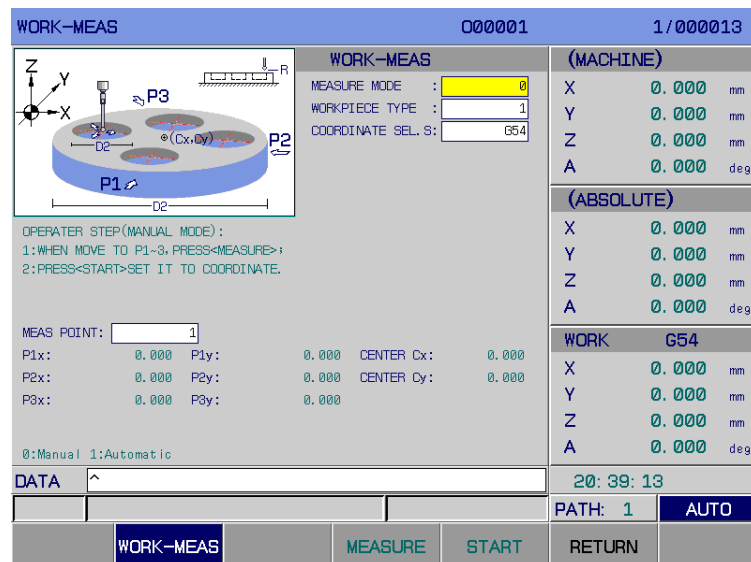 WORK-MEAS O00001 1/000013
Z
Y
X
P3
R
D2
(Cx,Cy)
P2
P1
D2
WORK-MEAS
MEASURE MODE : 0
WORKPIECE TYPE : 1
COORDINATE SEL.S: G54
OPERATER STEP(MANUAL MODE):
1:WHEN MOVE TO P1~3,PRESS<MEASURE>;
2:PRESS<START>SET IT TO COORDINATE.
MEAS POINT: 1
P1x: 0.000 P1y: 0.000 CENTER Cx: 0.000
P2x: 0.000 P2y: 0.000 CENTER Cy: 0.000
P3x: 0.000 P3y: 0.000
0:Manual 1:Automatic
(MACHINE)
X 0.000 mm
Y 0.000 mm
Z 0.000 mm
A 0.000 deg
(ABSOLUTE)
X 0.000 mm
Y 0.000 mm
Z 0.000 mm
A 0.000 deg
WORK G54
X 0.000 mm
Y 0.000 mm
Z 0.000 mm
A 0.000 deg
DATA ^
20:39:13
PATH: 1 AUTO
WORK-MEAS MEASURE START RETURN